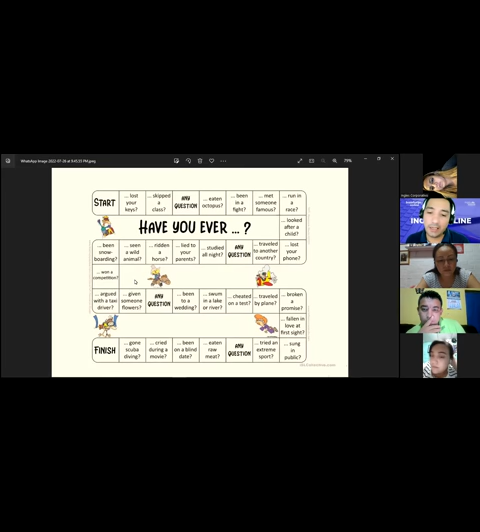 WhatsApp Image 2022-07-26 at 9.45.35 PM.jpeg
79%
START
... lost your keys?
... skipped a class?
ANY QUESTION
... eaten octopus?
... been in a fight?
... met someone famous?
... run in a race?
HAVE YOU EVER ... ?
... looked after a child?
... been snow-boarding?
... seen a wild animal?
... ridden a horse?
... lied to your parents?
... studied all night?
ANY QUESTION
... traveled to another country?
... lost your phone?
... won a competition?
... argued with a taxi driver?
... given someone flowers?
ANY QUESTION
... been to a wedding?
... swum in a lake or river?
... cheated on a test?
... traveled by plane?
... broken a promise?
... fallen in love at first sight?
FINISH
... gone scuba diving?
... cried during a movie?
... been on a blind date?
... eaten raw meat?
ANY QUESTION
... tried an extreme sport?
... sung in public?